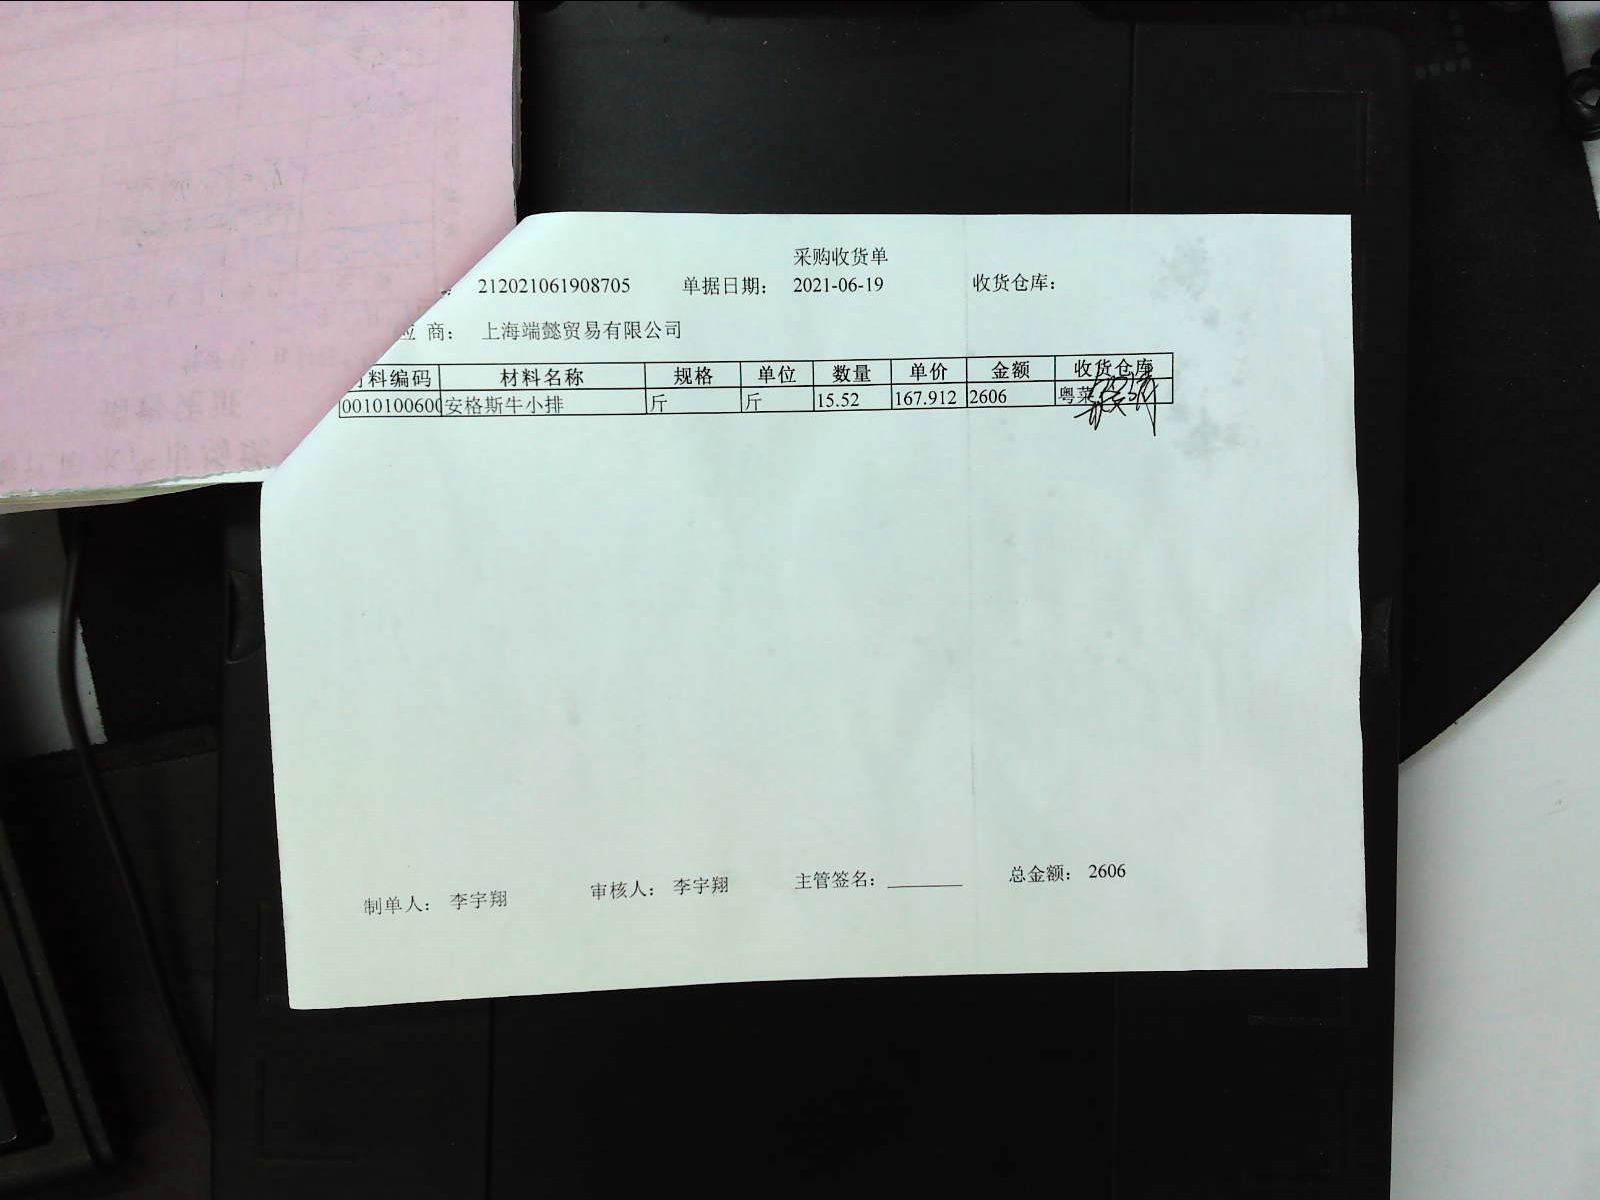 采购收货单
: 212021061908705 单据日期: 2021-06-19 收货仓库:
应 商: 上海端懿贸易有限公司
材料编码 材料名称 规格 单位 数量 单价 金额 收货仓库
0010100600 安格斯牛小排 斤 斤 15.52 167.912 2606 粤菜
制单人: 李宇翔 审核人: 李宇翔 主管签名: ________ 总金额: 2606